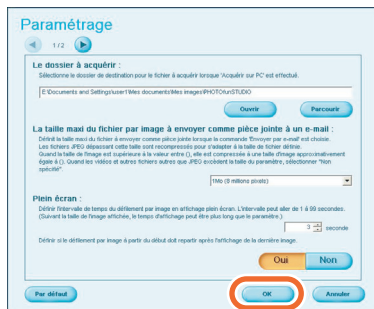 Paramétrage
1/2
Le dossier à acquérir :
Sélectionne le dossier de destination pour le fichier à acquérir lorsque 'Acquérir sur PC' est effectué.
E:\Documents and Settings\user1\Mes documents\Mes images\PHOTOfunSTUDIO
Ouvrir
Parcourir
La taille maxi du fichier par image à envoyer comme pièce jointe à un e-mail :
Définit la taille maxi du fichier à envoyer lorsque la commande 'Envoyer par e-mail' est choisie.
Les fichiers JPEG dépassant cette taille sont recompressés pour s'adapter à la taille de fichier définie.
Quand la taille de l'image est supérieure à la valeur entre (), elle est compressée à une taille d'image approximativement
égale à (). Quand les vidéos et autres fichiers autres que JPEG excèdent la taille du paramètre, sélectionner "Non
spécifié".
1Mo (8 millions pixels)
Plein écran :
Définir l'intervalle de temps du défilement par image en affichage plein écran. L'intervalle peut aller de 1 à 99 secondes.
(Suivant la taille de l'image affichée, le temps d'affichage peut être plus long que le paramètre.)
3 seconde
Définir si le défilement par image à partir du début doit repartir après l'affichage de la dernière image.
Oui
Non
Par défaut
OK
Annuler